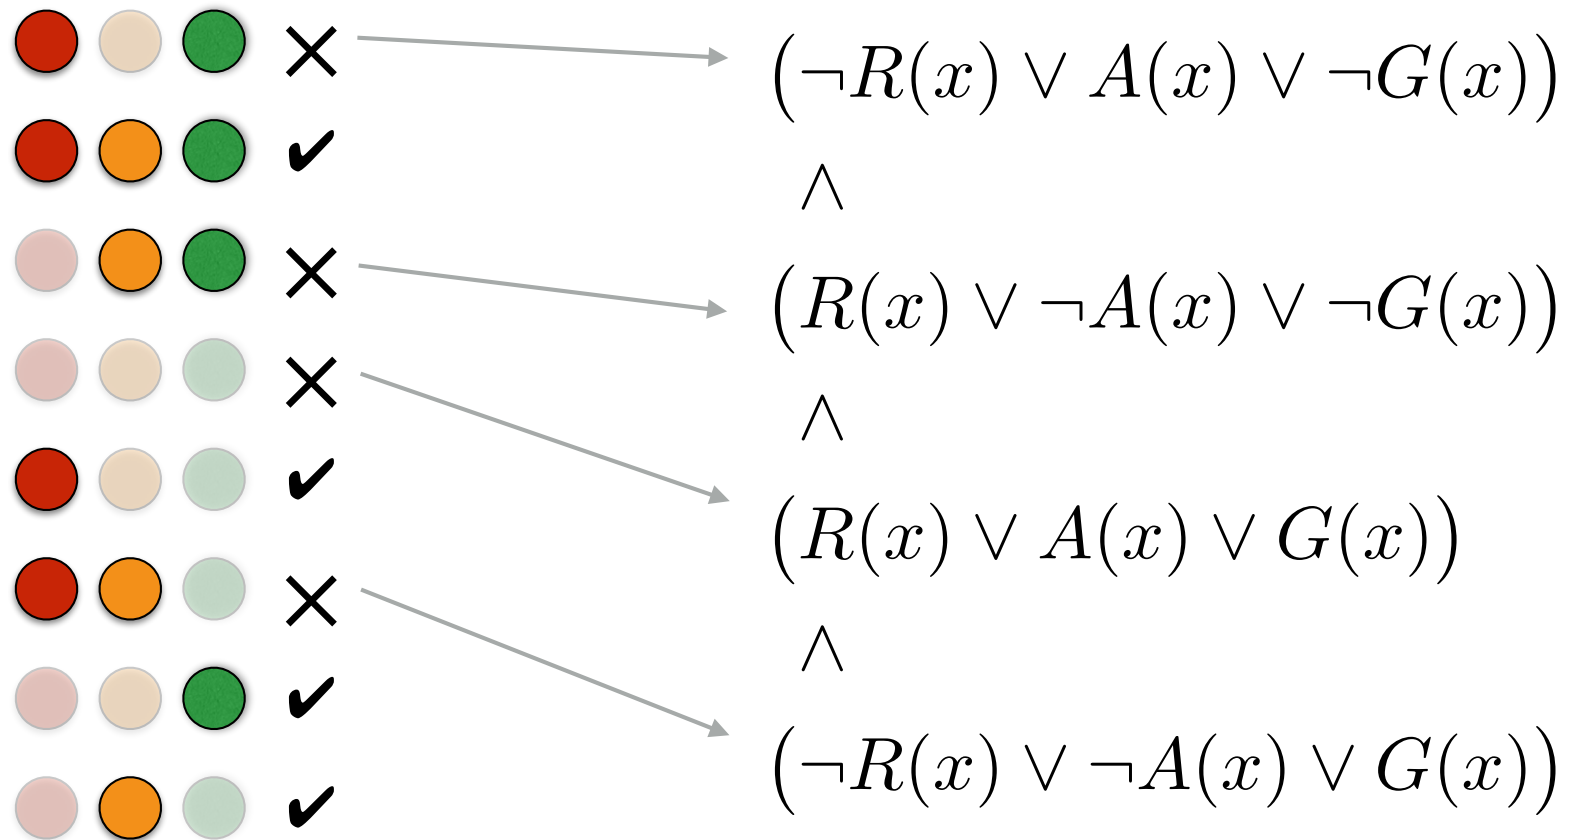 (¬R(x) ∨ A(x) ∨ ¬G(x))
∧
(R(x) ∨ ¬A(x) ∨ ¬G(x))
∧
(R(x) ∨ A(x) ∨ G(x))
∧
(¬R(x) ∨ ¬A(x) ∨ G(x))